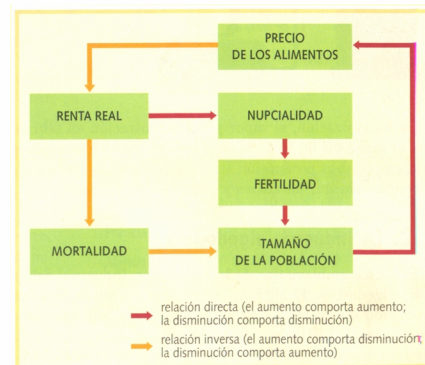 PRECIO
DE LOS ALIMENTOS
RENTA REAL
NUPCIALIDAD
FERTILIDAD
MORTALIDAD
TAMAÑO
DE LA POBLACIÓN
relación directa (el aumento comporta aumento;
la disminución comporta disminución)
relación inversa (el aumento comporta disminución;
la disminución comporta aumento)